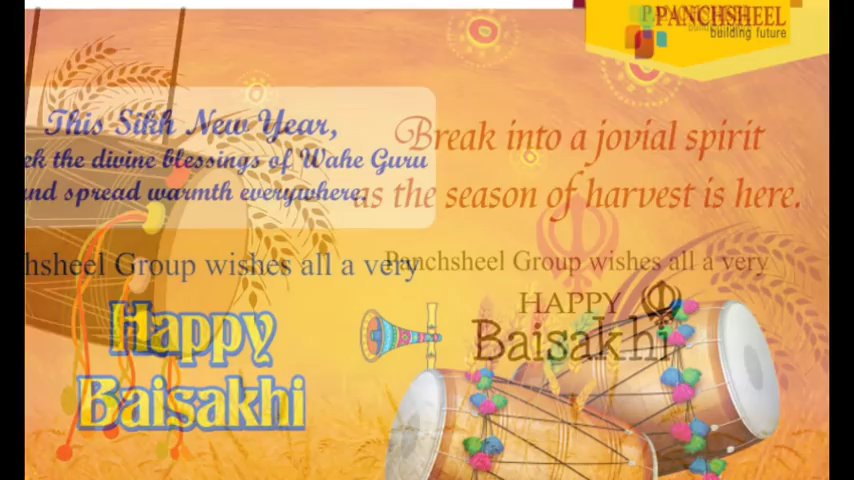 PANCHSHEEL
building future
This Sikh New Year,
ek the divine blessings of Wahe Guru
and spread warmth everywhere.
Break into a jovial spirit
as the season of harvest is here.
hsheel Group wishes all a very
Happy
Baisakhi
Panchsheel Group wishes all a very
HAPPY
Baisakhi